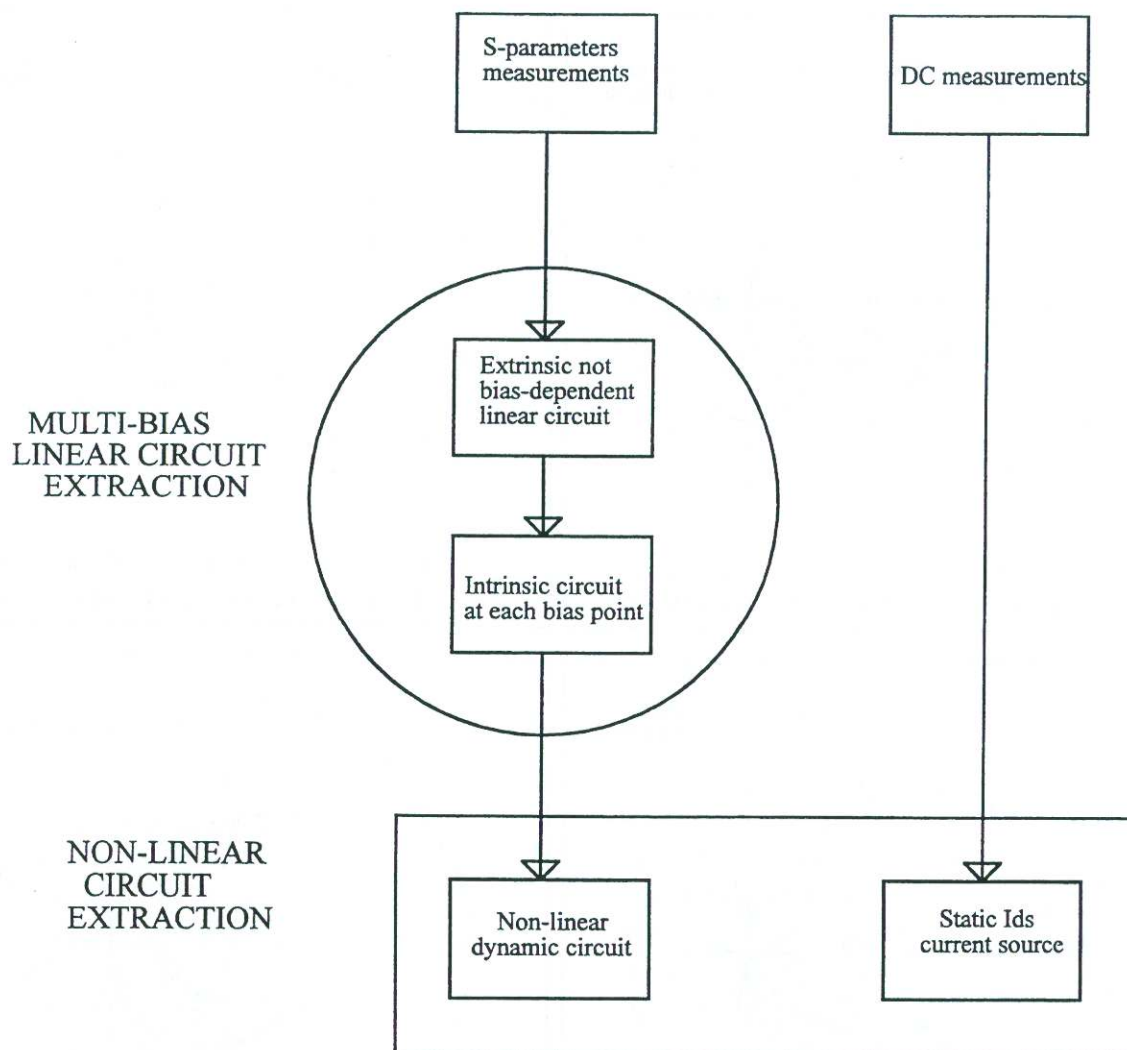 S-parameters
measurements
DC measurements
Extrinsic not
bias-dependent
linear circuit
MULTI-BIAS
LINEAR CIRCUIT
EXTRACTION
Intrinsic circuit
at each bias point
NON-LINEAR
CIRCUIT
EXTRACTION
Non-linear
dynamic circuit
Static Ids
current source